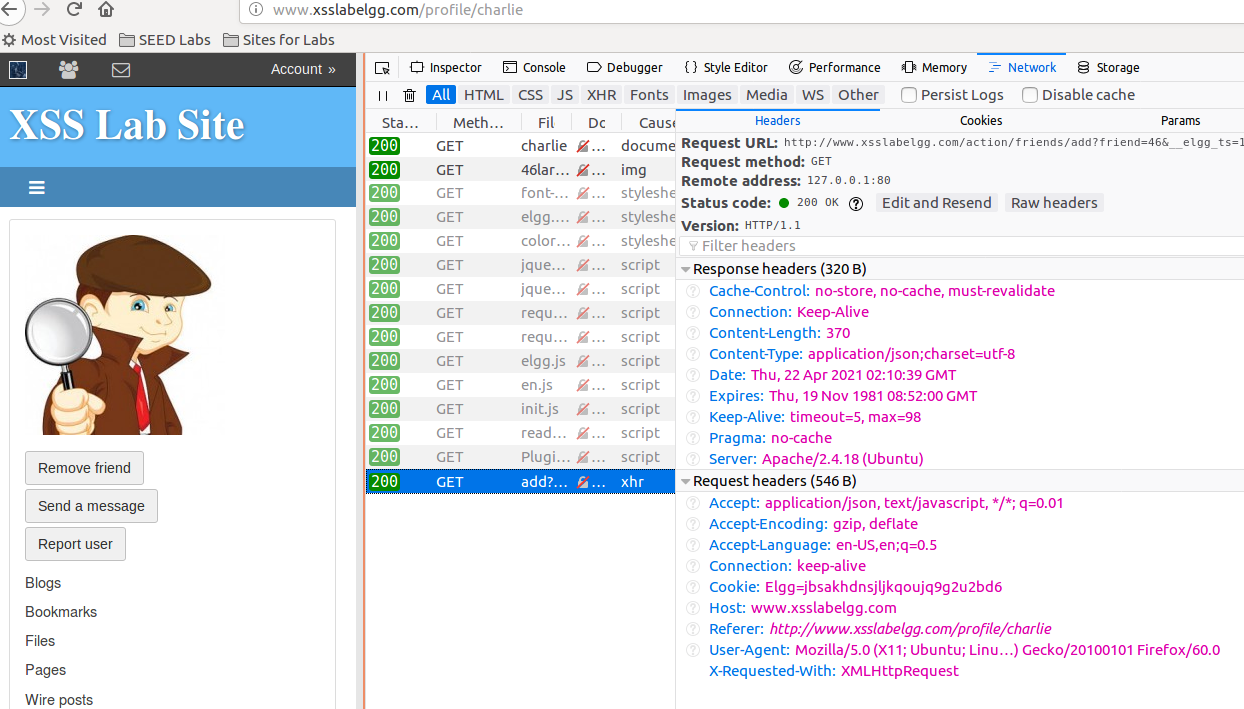 www.xsslabelgg.com/profile/charlie
Most Visited SEED Labs Sites for Labs
Account »
XSS Lab Site
Remove friend
Send a message
Report user
Blogs
Bookmarks
Files
Pages
Wire posts
Inspector Console Debugger Style Editor Performance Memory Network Storage
All HTML CSS JS XHR Fonts Images Media WS Other Persist Logs Disable cache
Sta... Meth... Fil Dc Cause
200 GET charlie ... docume
200 GET 46lar... ... img
200 GET font-... ... styleshe
200 GET elgg.... ... styleshe
200 GET color... ... styleshe
200 GET jque... ... script
200 GET jque... ... script
200 GET requ... ... script
200 GET requ... ... script
200 GET elgg.js ... script
200 GET en.js ... script
200 GET init.js ... script
200 GET read... ... script
200 GET Plugi... ... script
200 GET add?... ... xhr
Headers Cookies Params
Request URL: http://www.xsslabelgg.com/action/friends/add?friend=46&__elgg_ts=1
Request method: GET
Remote address: 127.0.0.1:80
Status code: 200 OK Edit and Resend Raw headers
Version: HTTP/1.1
Filter headers
Response headers (320 B)
Cache-Control: no-store, no-cache, must-revalidate
Connection: Keep-Alive
Content-Length: 370
Content-Type: application/json;charset=utf-8
Date: Thu, 22 Apr 2021 02:10:39 GMT
Expires: Thu, 19 Nov 1981 08:52:00 GMT
Keep-Alive: timeout=5, max=98
Pragma: no-cache
Server: Apache/2.4.18 (Ubuntu)
Request headers (546 B)
Accept: application/json, text/javascript, */*; q=0.01
Accept-Encoding: gzip, deflate
Accept-Language: en-US,en;q=0.5
Connection: keep-alive
Cookie: Elgg=jbsakhdnsjljkqoujq9g2u2bd6
Host: www.xsslabelgg.com
Referer: http://www.xsslabelgg.com/profile/charlie
User-Agent: Mozilla/5.0 (X11; Ubuntu; Linu...) Gecko/20100101 Firefox/60.0
X-Requested-With: XMLHttpRequest